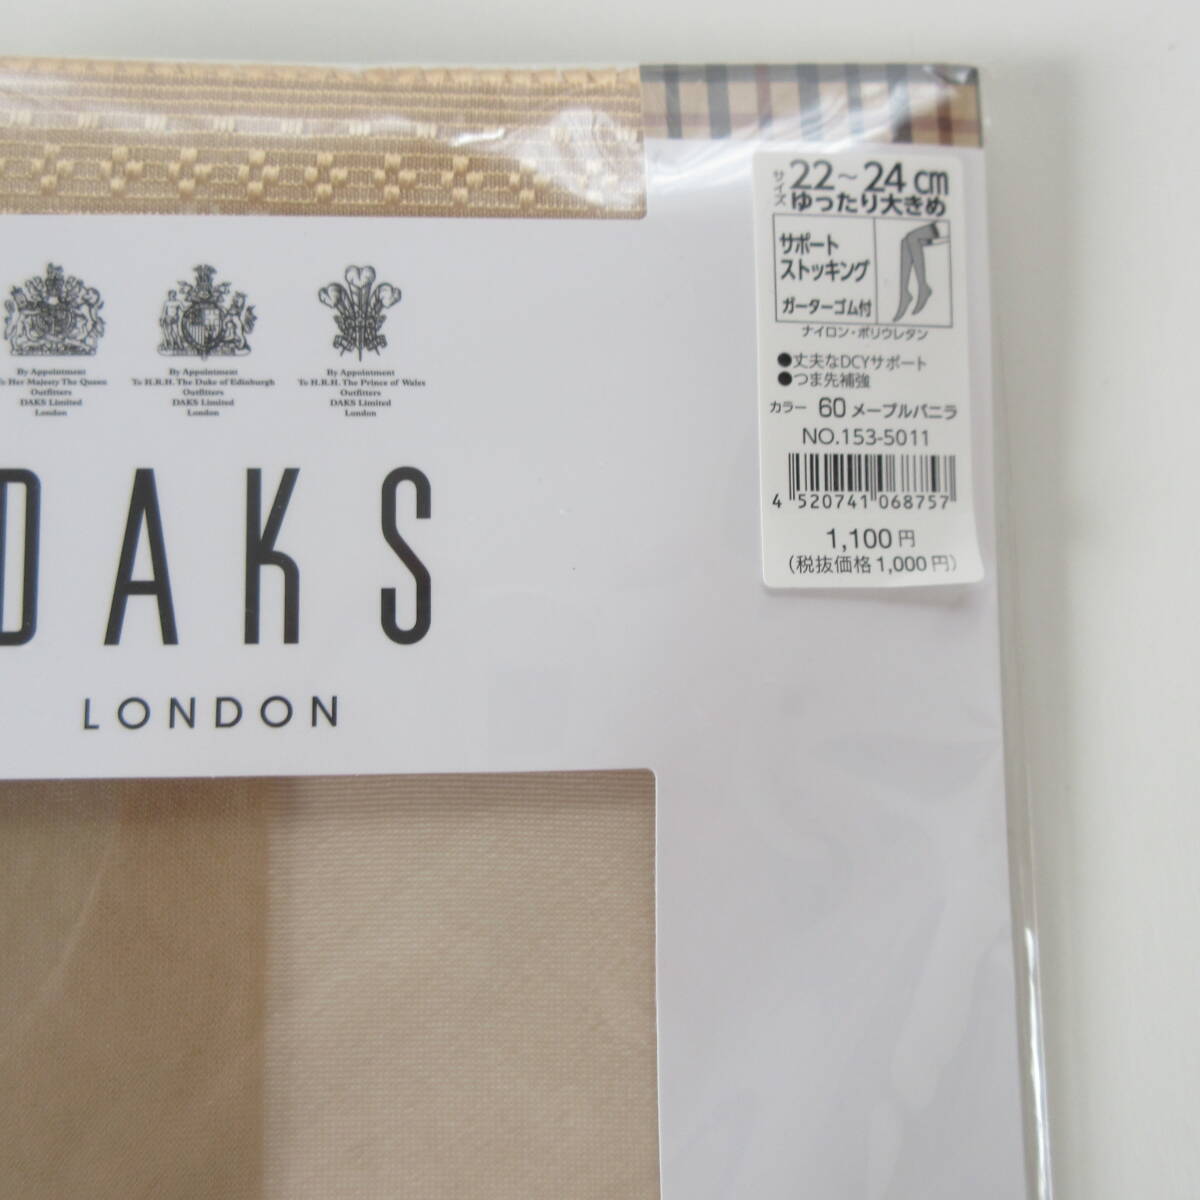 By Appointment
To Her Majesty The Queen
Outfitters
DAKS Limited
London
By Appointment
To H.R.H. The Duke of Edinburgh
Outfitters
DAKS Limited
London
By Appointment
To H.R.H. The Prince of Wales
Outfitters
DAKS Limited
London
DAKS
LONDON
サイズ 22～24cm
ゆったり大きめ
サポート
ストッキング
ガーターゴム付
ナイロン・ポリウレタン
●丈夫なDCYサポート
●つま先補強
カラー 60 メープルバニラ
NO.153-5011
4 520741 068757
1,100円
(税抜価格1,000円)